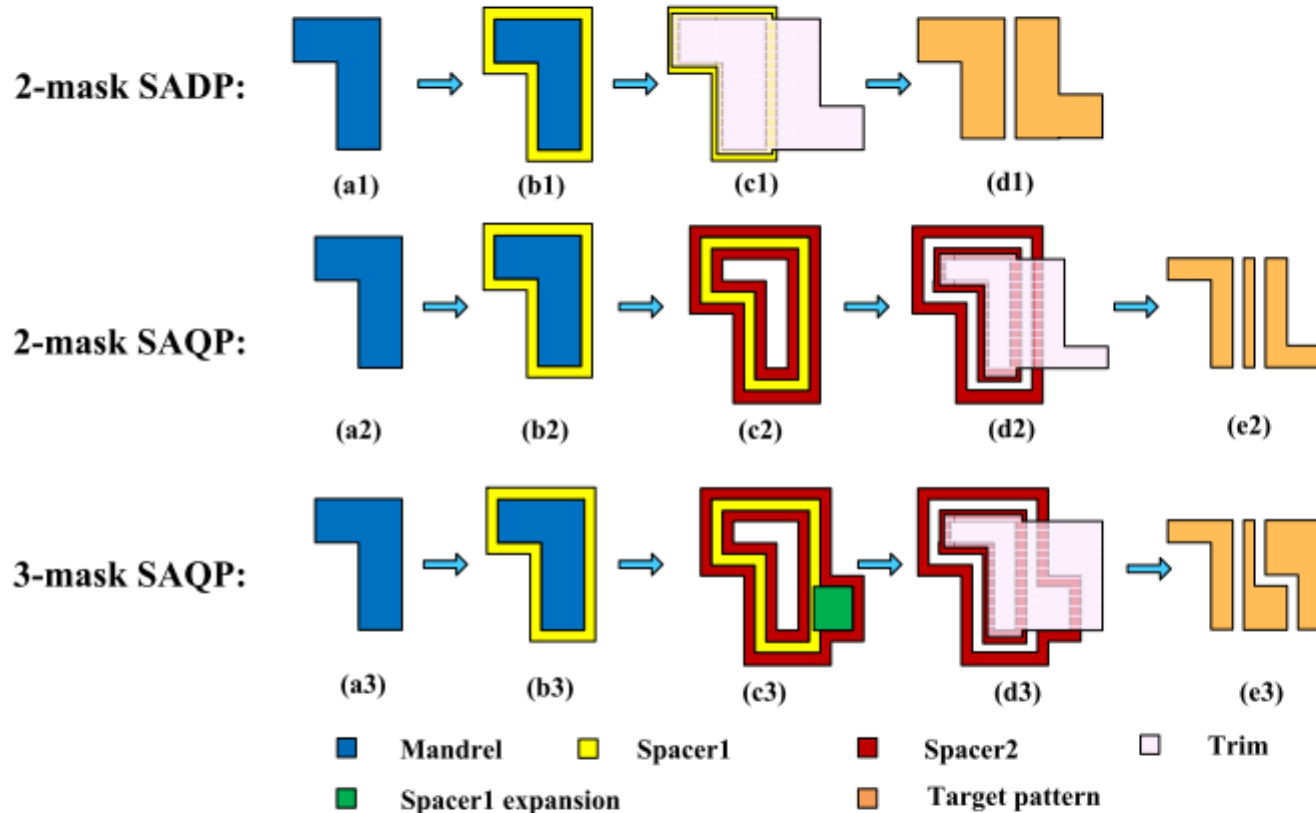 2-mask SADP:
(a1)
(b1)
(c1)
(d1)
2-mask SAQP:
(a2)
(b2)
(c2)
(d2)
(e2)
3-mask SAQP:
(a3)
(b3)
(c3)
(d3)
(e3)
Mandrel
Spacer1
Spacer2
Trim
Spacer1 expansion
Target pattern